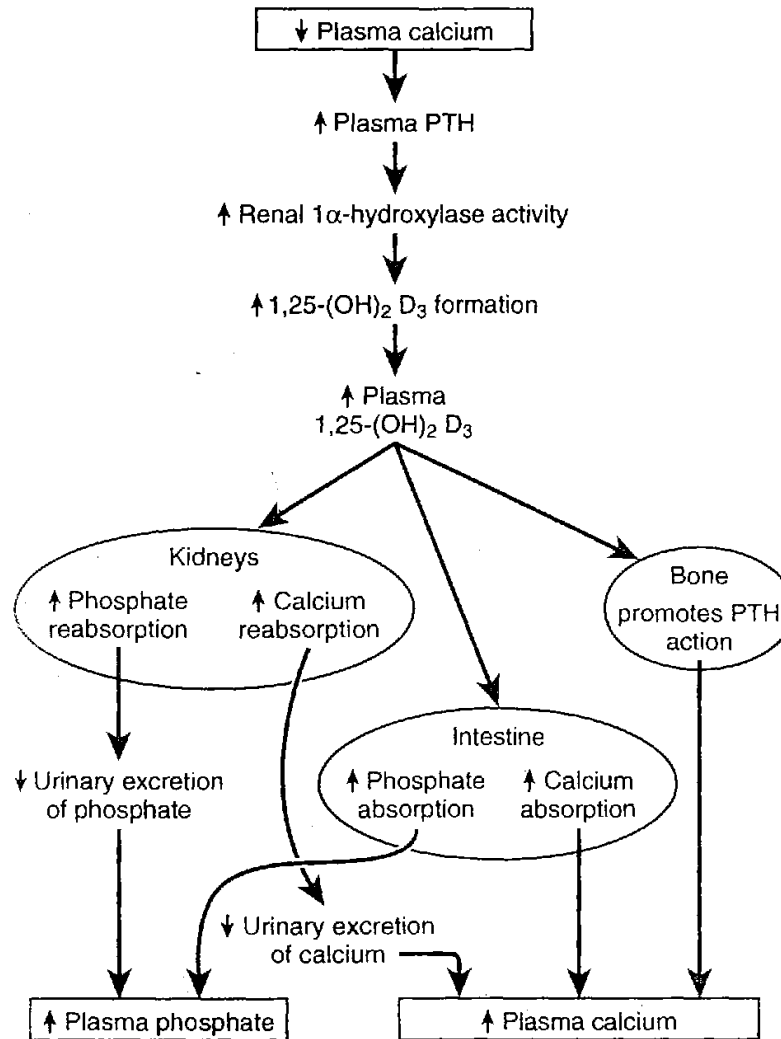 ↓ Plasma calcium
↑ Plasma PTH
↑ Renal 1α-hydroxylase activity
↑ 1,25-(OH)₂ D₃ formation
↑ Plasma
1,25-(OH)₂ D₃
Kidneys
↑ Phosphate
reabsorption
↑ Calcium
reabsorption
Bone
promotes PTH
action
↓ Urinary excretion
of phosphate
Intestine
↑ Phosphate
absorption
↑ Calcium
absorption
↓ Urinary excretion
of calcium
↑ Plasma phosphate
↑ Plasma calcium